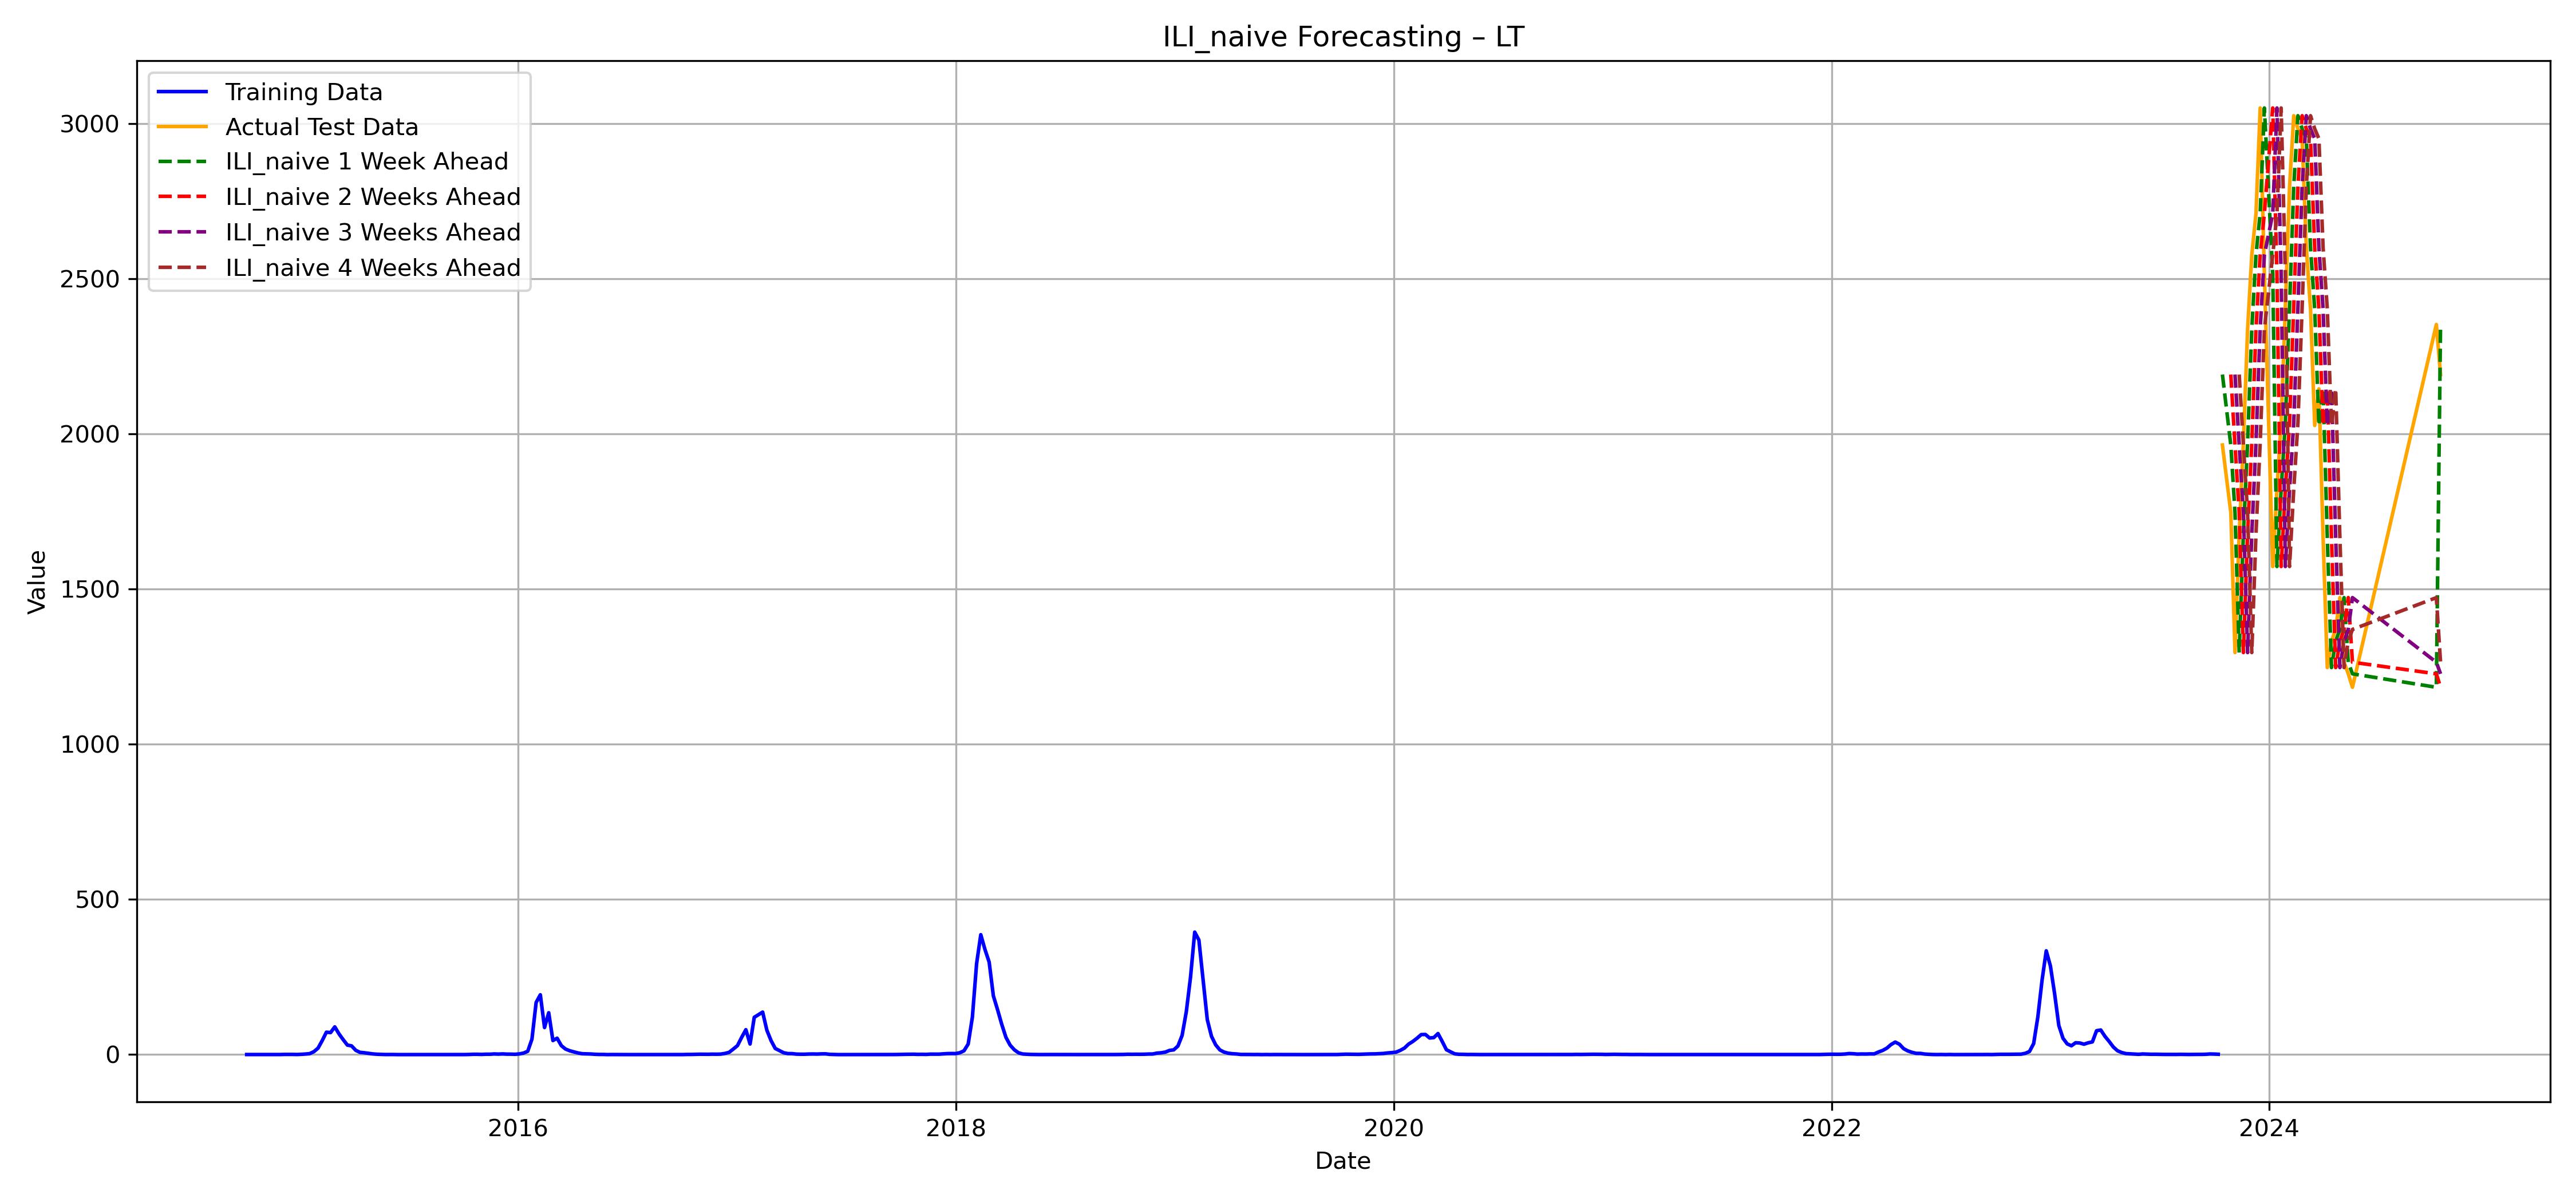 ILI_naive Forecasting – LT
Training Data
Actual Test Data
ILI_naive 1 Week Ahead
ILI_naive 2 Weeks Ahead
ILI_naive 3 Weeks Ahead
ILI_naive 4 Weeks Ahead
3000
2500
2000
1500
1000
500
0
Value
2016
2018
2020
2022
2024
Date